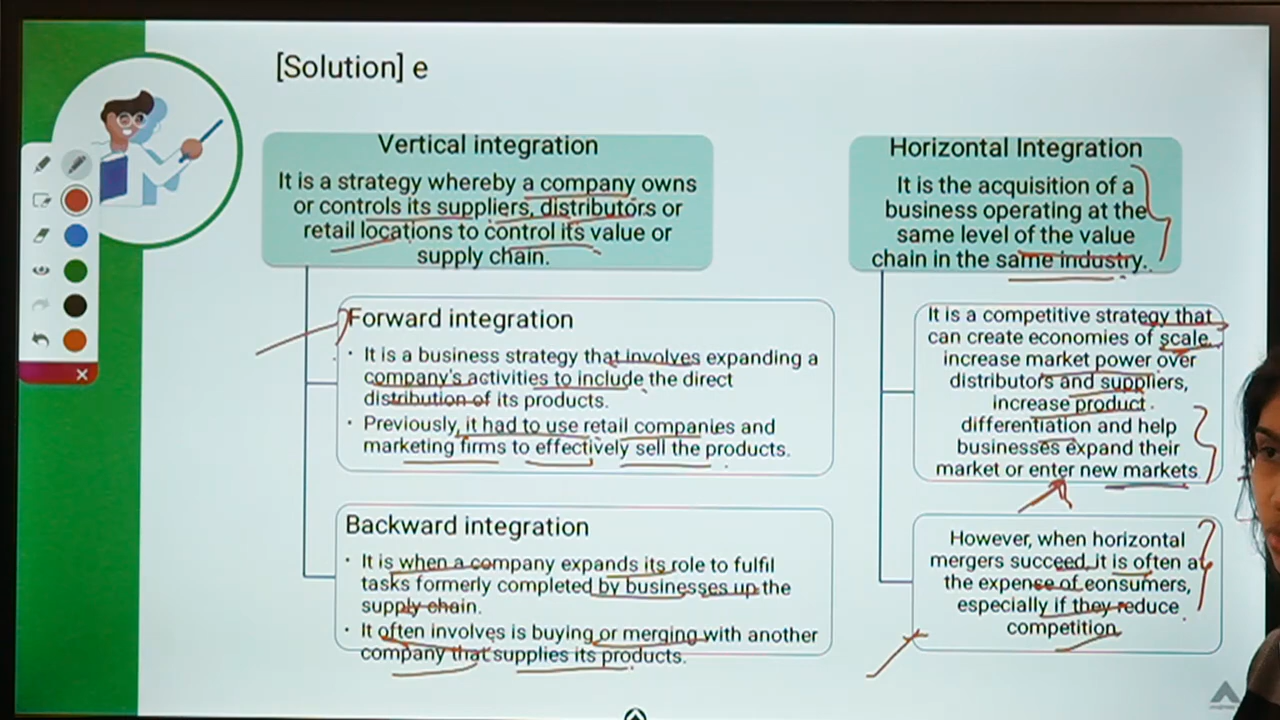 [Solution] e
Vertical integration
It is a strategy whereby a company owns
or controls its suppliers, distributors or
retail locations to control its value or
supply chain.
Forward integration
· It is a business strategy that involves expanding a
company's activities to include the direct
distribution of its products.
· Previously, it had to use retail companies and
marketing firms to effectively sell the products.
Backward integration
· It is when a company expands its role to fulfil
tasks formerly completed by businesses up the
supply chain.
· It often involves is buying or merging with another
company that supplies its products.
Horizontal Integration
It is the acquisition of a
business operating at the
same level of the value
chain in the same industry.
It is a competitive strategy that
can create economies of scale,
increase market power over
distributors and suppliers,
increase product
differentiation and help
businesses expand their
market or enter new markets
However, when horizontal
mergers succeed, it is often at
the expense of consumers,
especially if they reduce
competition